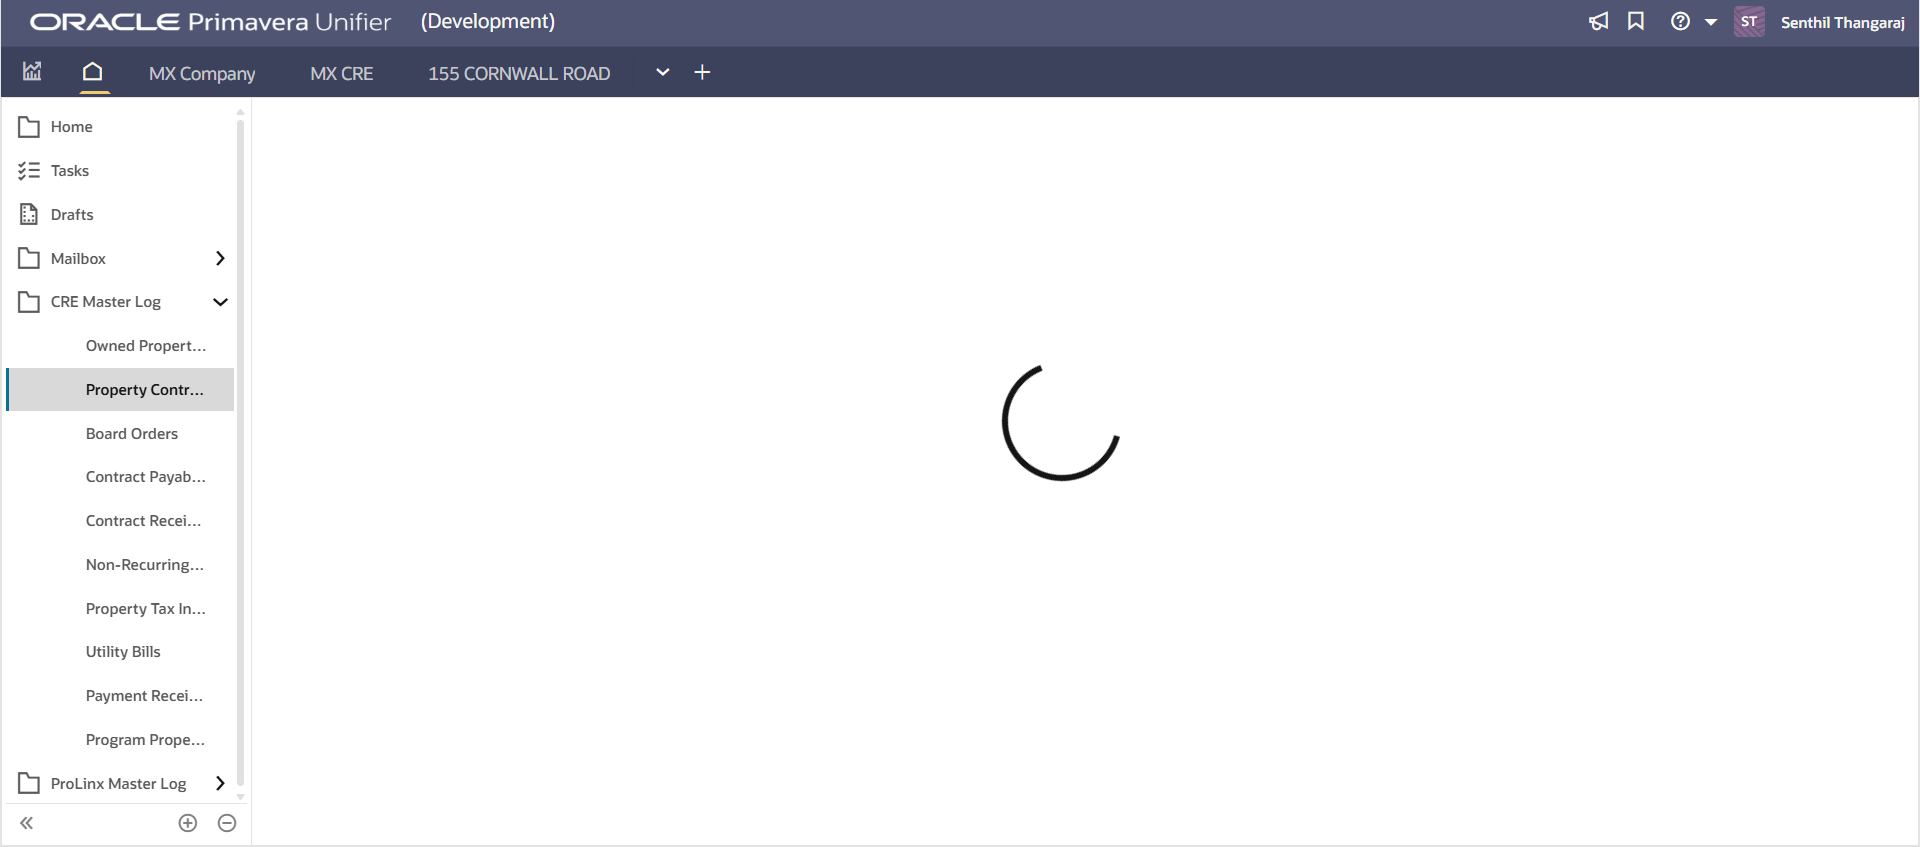 ORACLE Primavera Unifier (Development)
ST Senthil Thangaraj
MX Company MX CRE 155 CORNWALL ROAD
Home
Tasks
Drafts
Mailbox
CRE Master Log
Owned Propert...
Property Contr...
Board Orders
Contract Payab...
Contract Recei...
Non-Recurring...
Property Tax In...
Utility Bills
Payment Recei...
Program Prope...
ProLinx Master Log